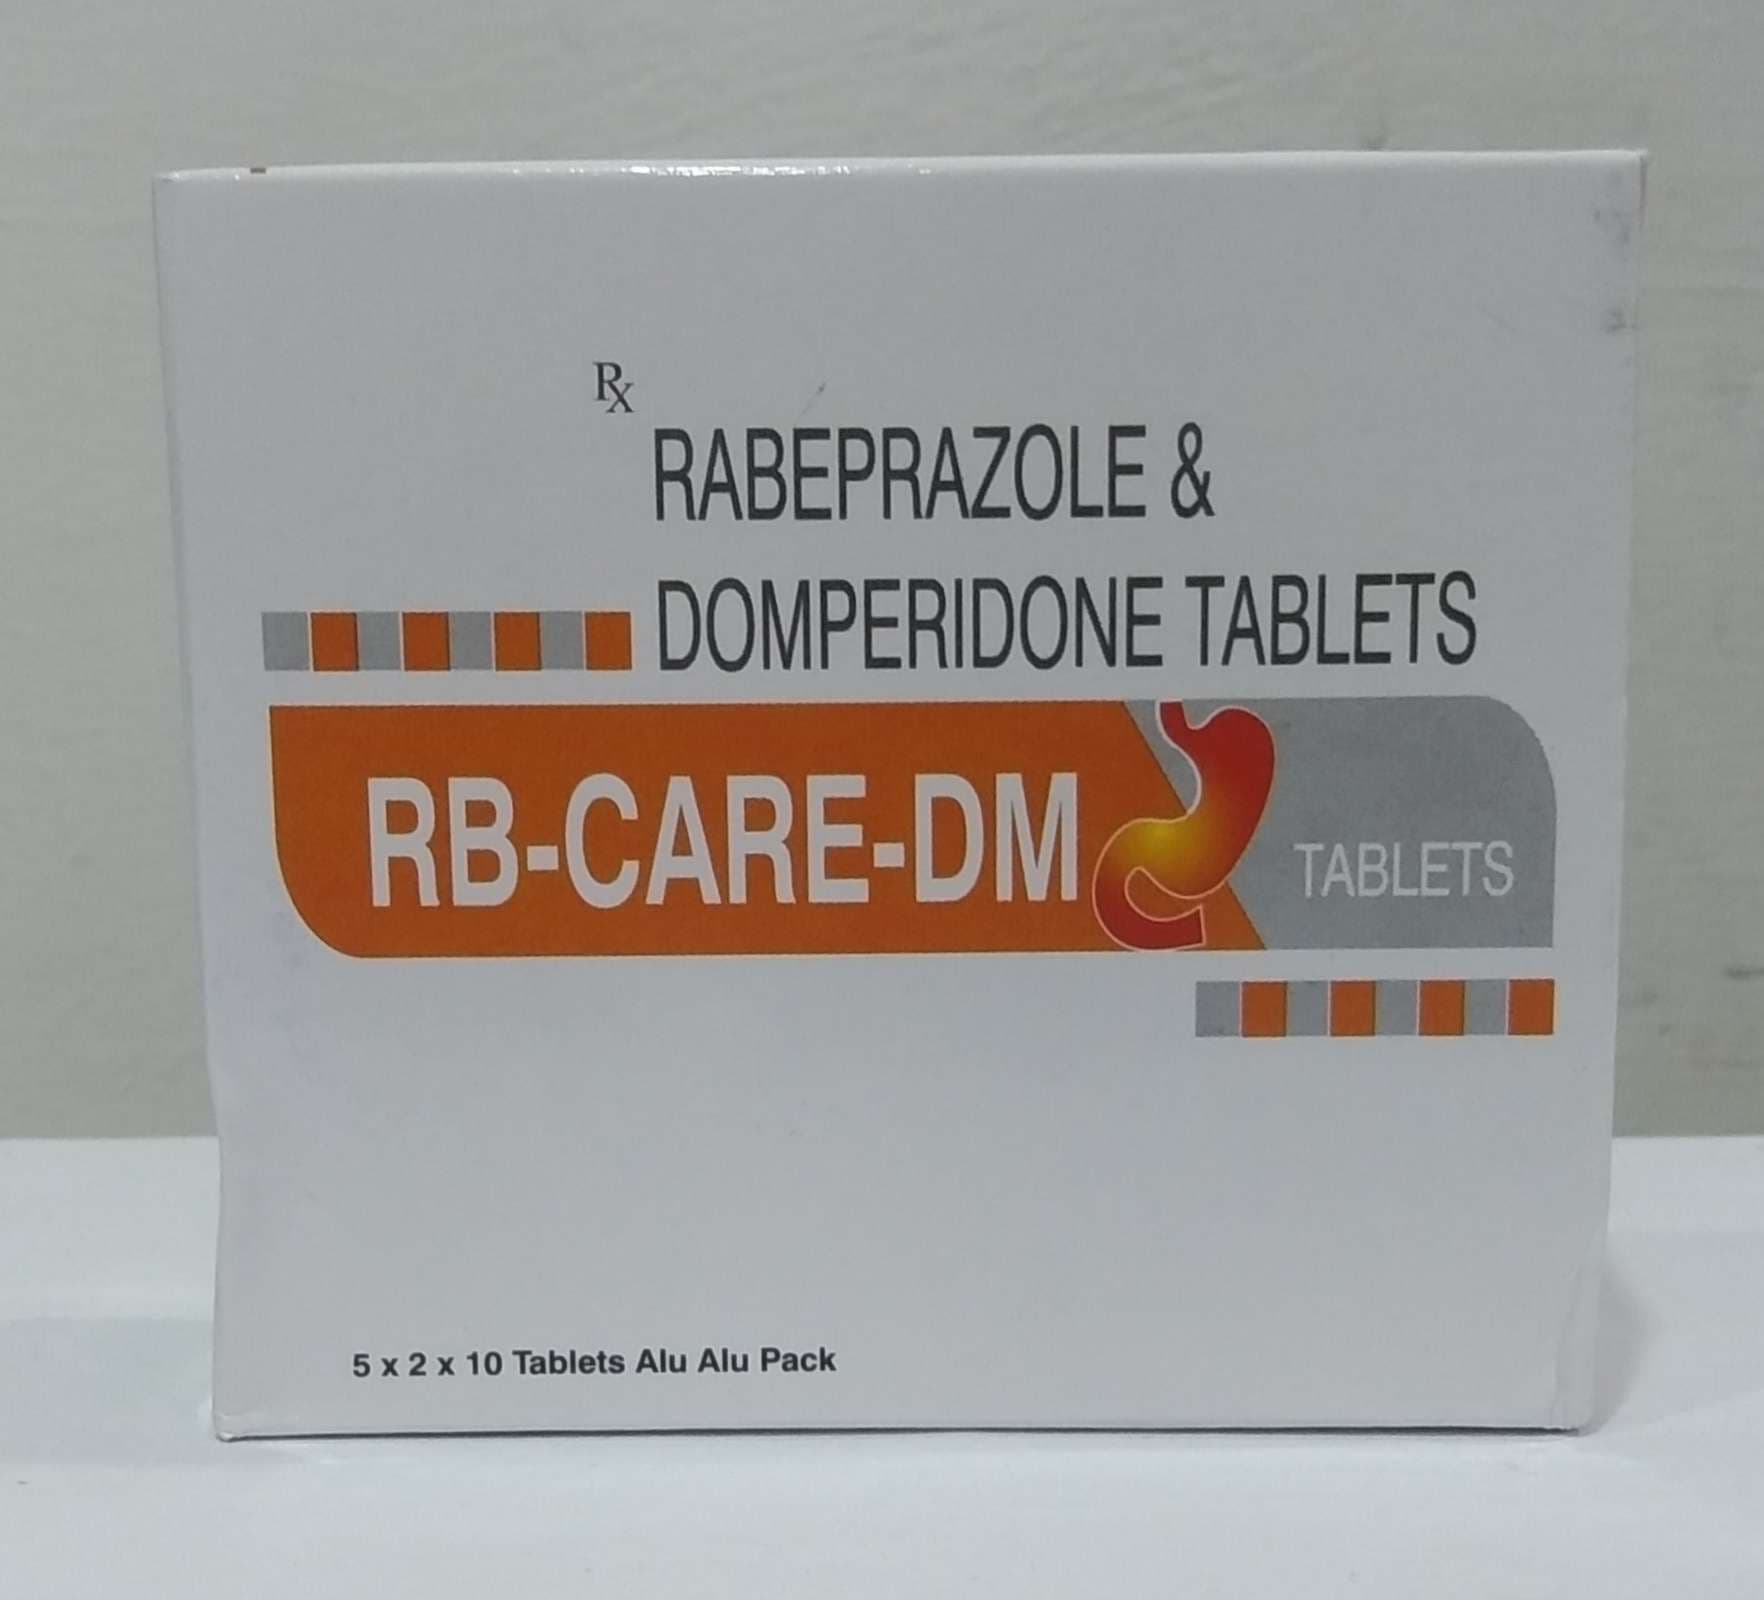 Rx
RABEPRAZOLE &
DOMPERIDONE TABLETS
RB-CARE-DM
TABLETS
5 x 2 x 10 Tablets Alu Alu Pack